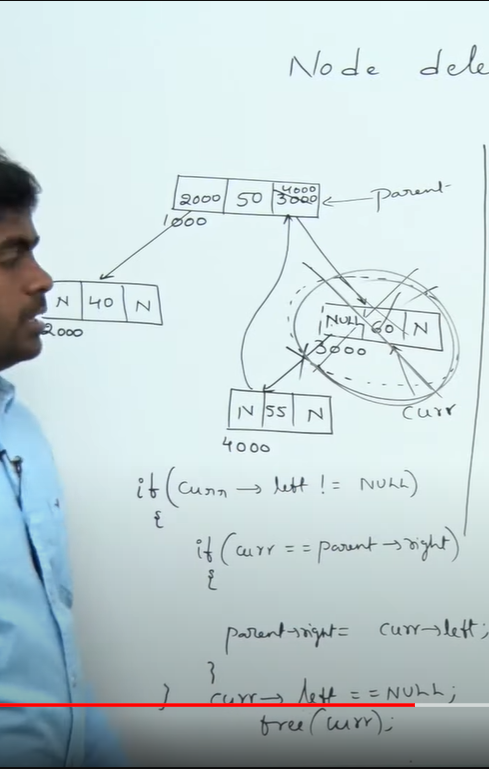 Node dele
4000
2000 50 3000
parent
1000
N 40 N
2000
NULL 60 N
3000
curr
N 55 N
4000
if (curr → left != NULL)
{
if (curr == parent → right)
{
parent→right = curr→left;
}
} curr → left == NULL;
free(curr);